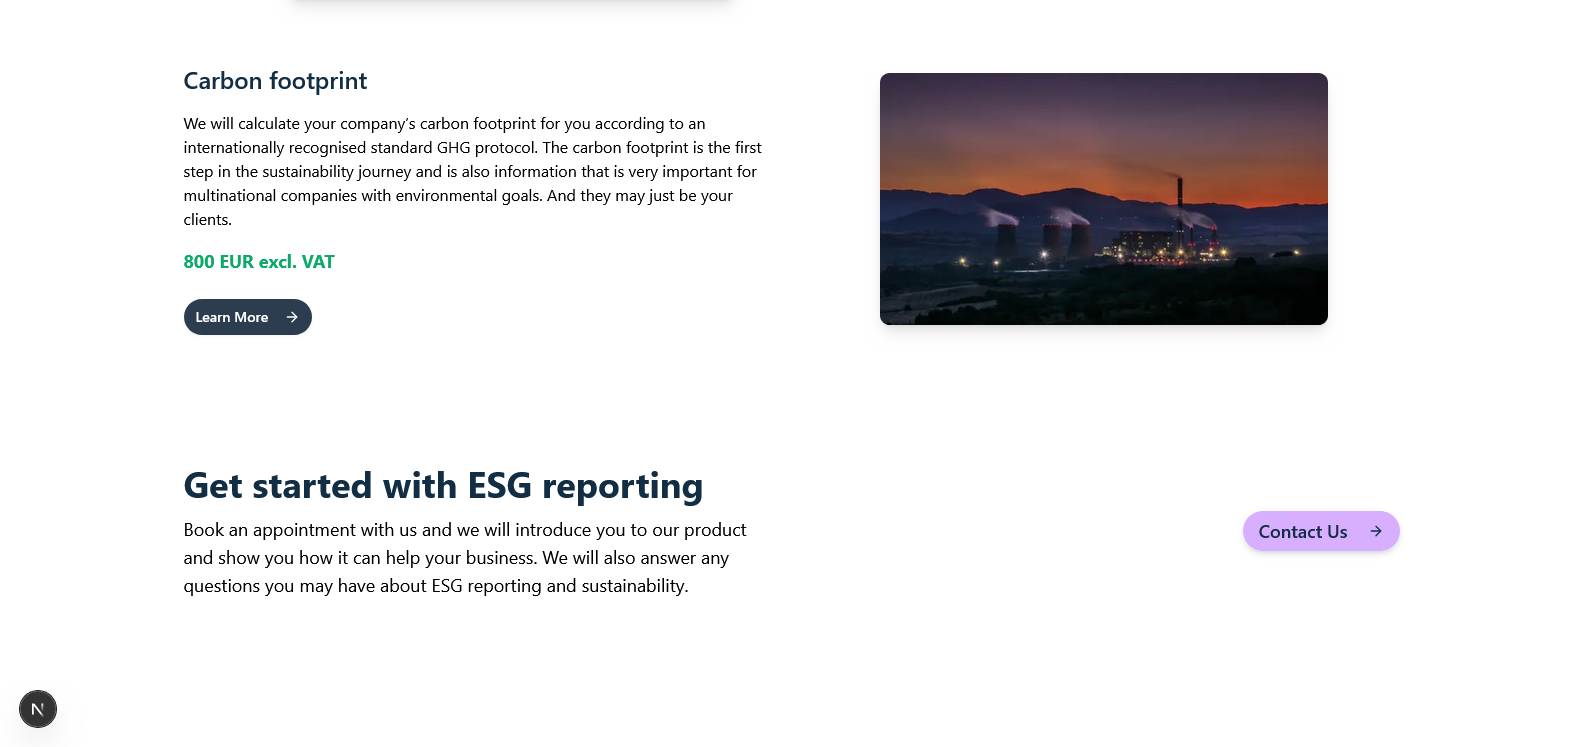 Carbon footprint
We will calculate your company’s carbon footprint for you according to an
internationally recognised standard GHG protocol. The carbon footprint is the first
step in the sustainability journey and is also information that is very important for
multinational companies with environmental goals. And they may just be your
clients.
800 EUR excl. VAT
Learn More
Get started with ESG reporting
Book an appointment with us and we will introduce you to our product
and show you how it can help your business. We will also answer any
questions you may have about ESG reporting and sustainability.
Contact Us
N